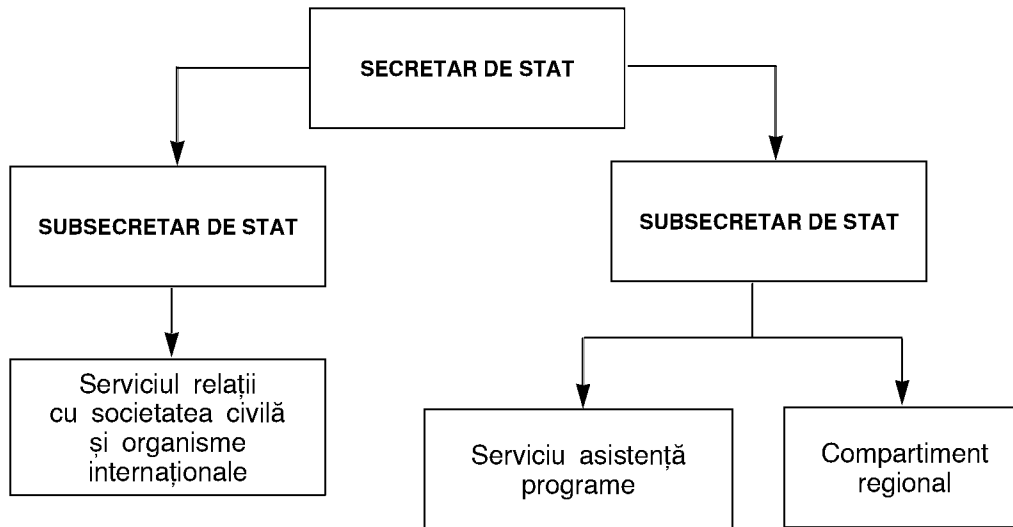 SECRETAR DE STAT
SUBSECRETAR DE STAT
SUBSECRETAR DE STAT
Serviciul relații
cu societatea civilă
și organisme
internaționale
Serviciu asistență
programe
Compartiment
regional